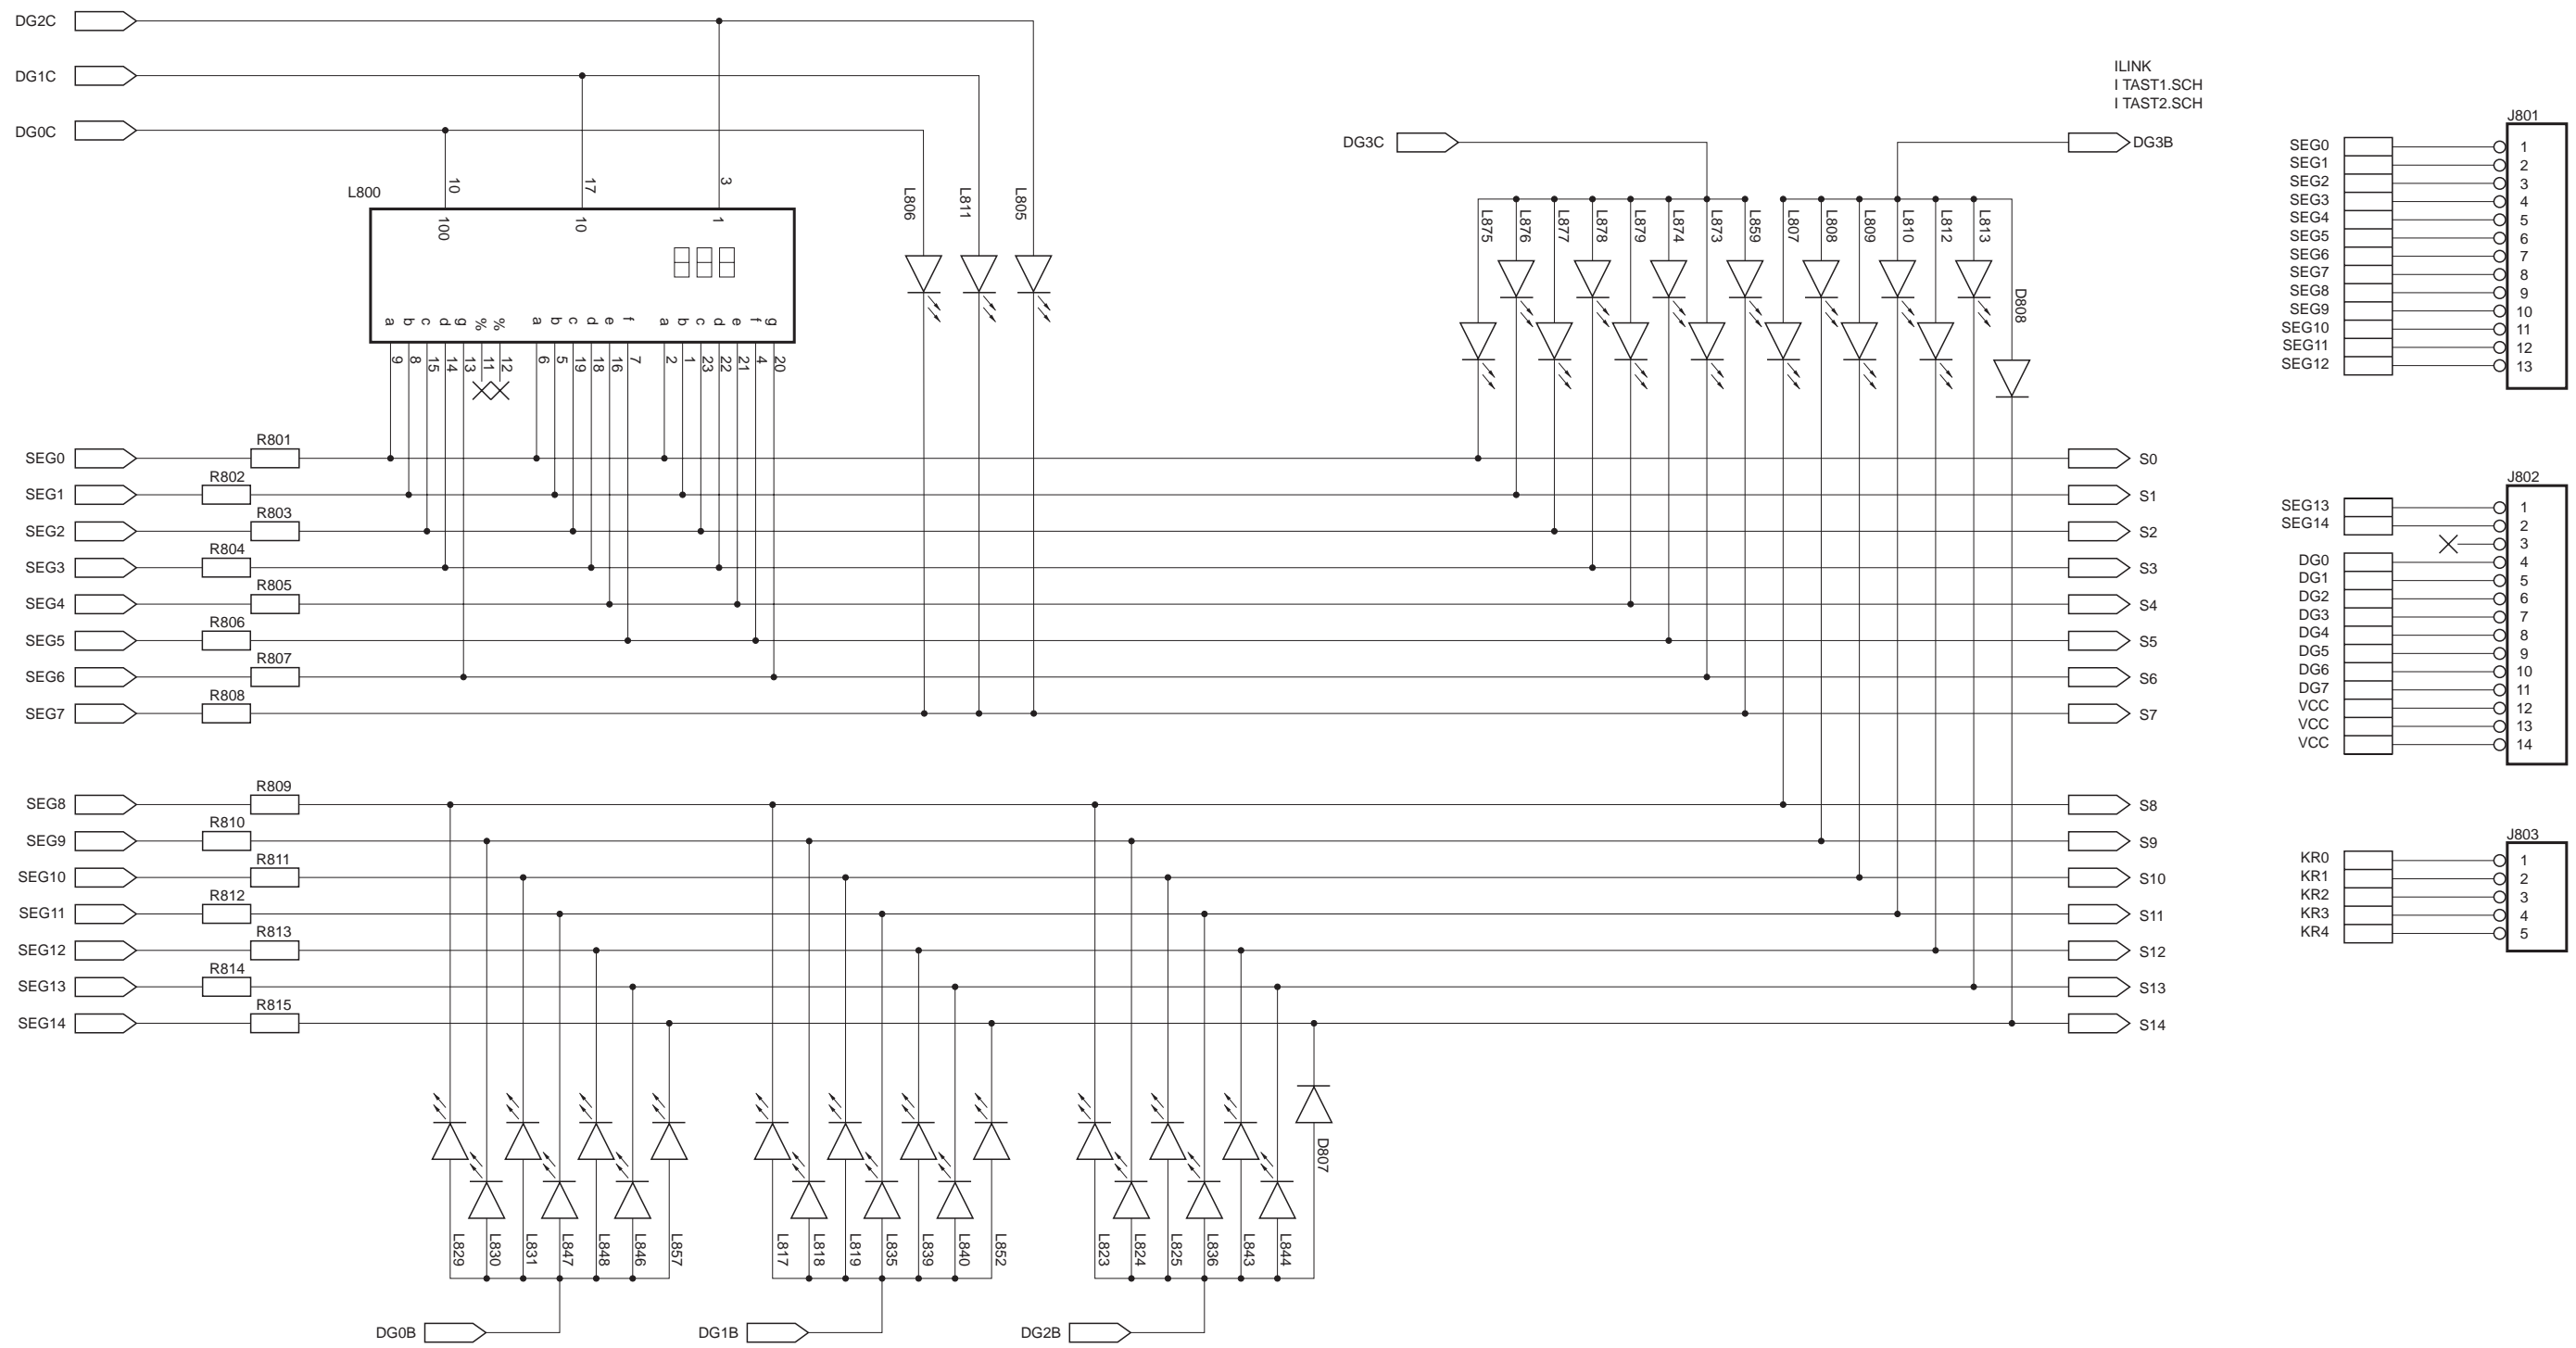 DG2C
DG1C
DG0C
L800
10
17
3
100
10
1
a b c d g % % a b c d e f a b c d e f g
9 8 15 14 13 11 12 6 5 19 18 16 7 2 1 23 22 21 4 20
L806
L811
L805
DG3C
DG3B
L875 L876 L877 L878 L879 L874 L873 L859 L807 L808 L809 L810 L812 L813
D808
ILINK
I TAST1.SCH
I TAST2.SCH
SEG0 R801 S0
SEG1 R802 S1
SEG2 R803 S2
SEG3 R804 S3
SEG4 R805 S4
SEG5 R806 S5
SEG6 R807 S6
SEG7 R808 S7
SEG8 R809 S8
SEG9 R810 S9
SEG10 R811 S10
SEG11 R812 S11
SEG12 R813 S12
SEG13 R814 S13
SEG14 R815 S14
L829 L830 L831 L847 L848 L846 L857
L817 L818 L819 L835 L839 L840 L852
L823 L824 L825 L836 L843 L844
D807
DG0B
DG1B
DG2B
J801
SEG0 1
SEG1 2
SEG2 3
SEG3 4
SEG4 5
SEG5 6
SEG6 7
SEG7 8
SEG8 9
SEG9 10
SEG10 11
SEG11 12
SEG12 13
J802
SEG13 1
SEG14 2
3
DG0 4
DG1 5
DG2 6
DG3 7
DG4 8
DG5 9
DG6 10
DG7 11
VCC 12
VCC 13
VCC 14
J803
KR0 1
KR1 2
KR2 3
KR3 4
KR4 5